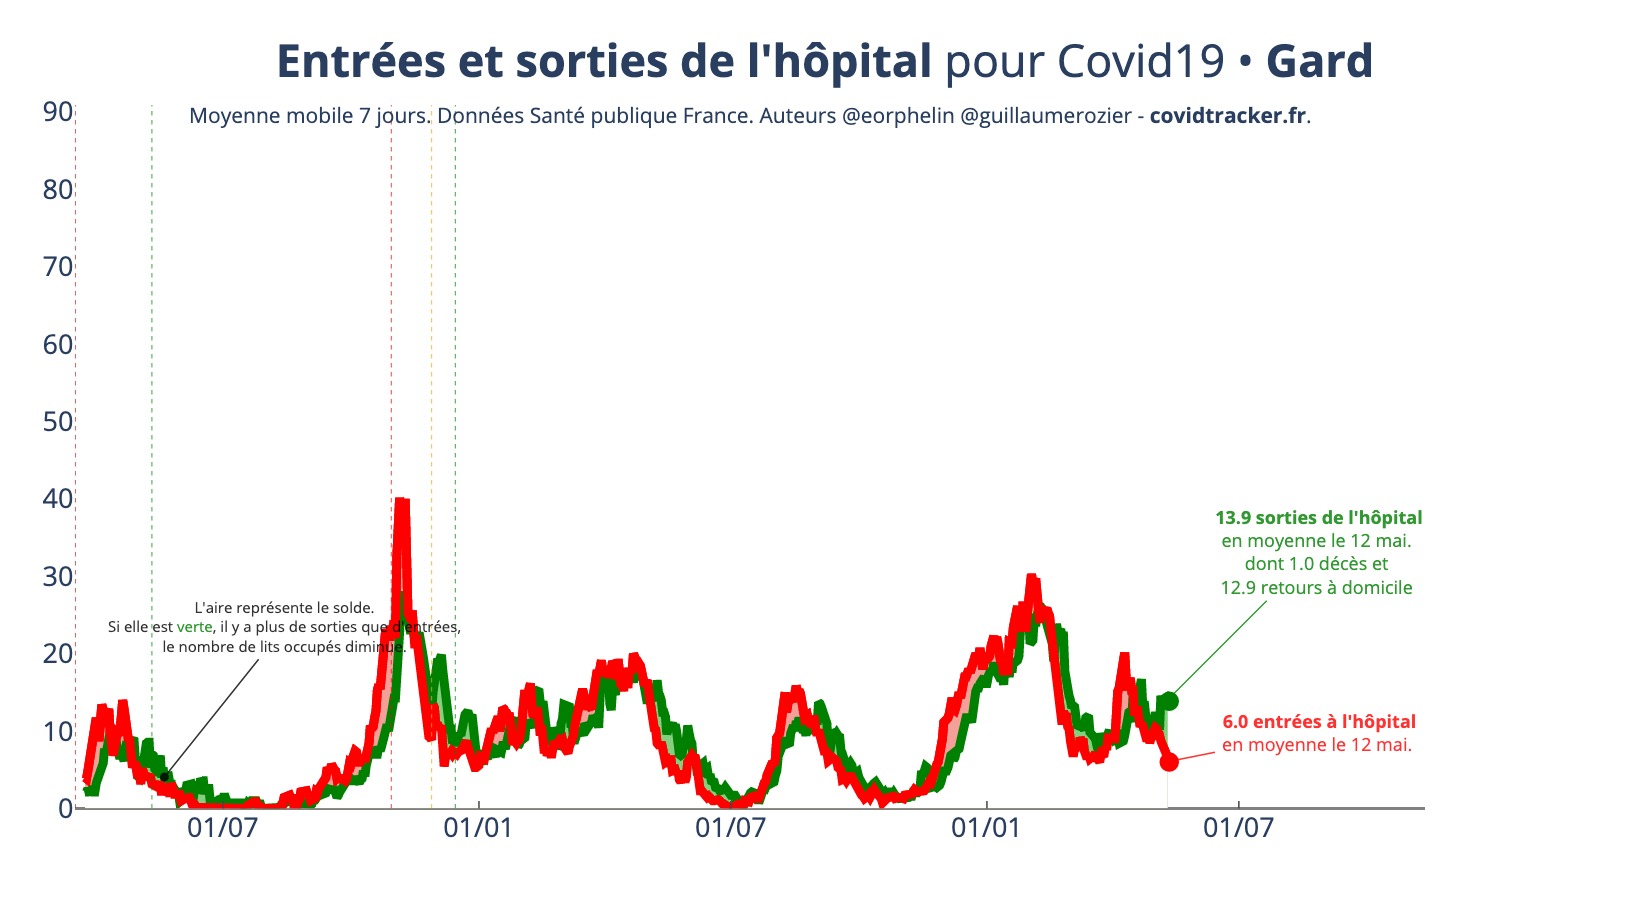 Entrées et sorties de l'hôpital pour Covid19 • Gard
Moyenne mobile 7 jours. Données Santé publique France. Auteurs @eorphelin @guillaumerozier - covidtracker.fr.
90
80
70
60
50
40
30
20
10
0
L'aire représente le solde.
Si elle est verte, il y a plus de sorties que d'entrées,
le nombre de lits occupés diminue.
13.9 sorties de l'hôpital
en moyenne le 12 mai.
dont 1.0 décès et
12.9 retours à domicile
6.0 entrées à l'hôpital
en moyenne le 12 mai.
01/07
01/01
01/07
01/01
01/07